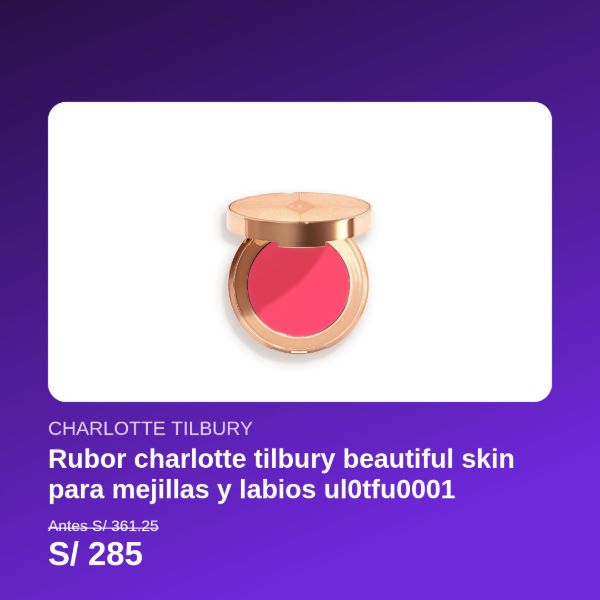 CHARLOTTE TILBURY
Rubor charlotte tilbury beautiful skin
para mejillas y labios ul0tfu0001
Antes S/ 361.25
S/ 285